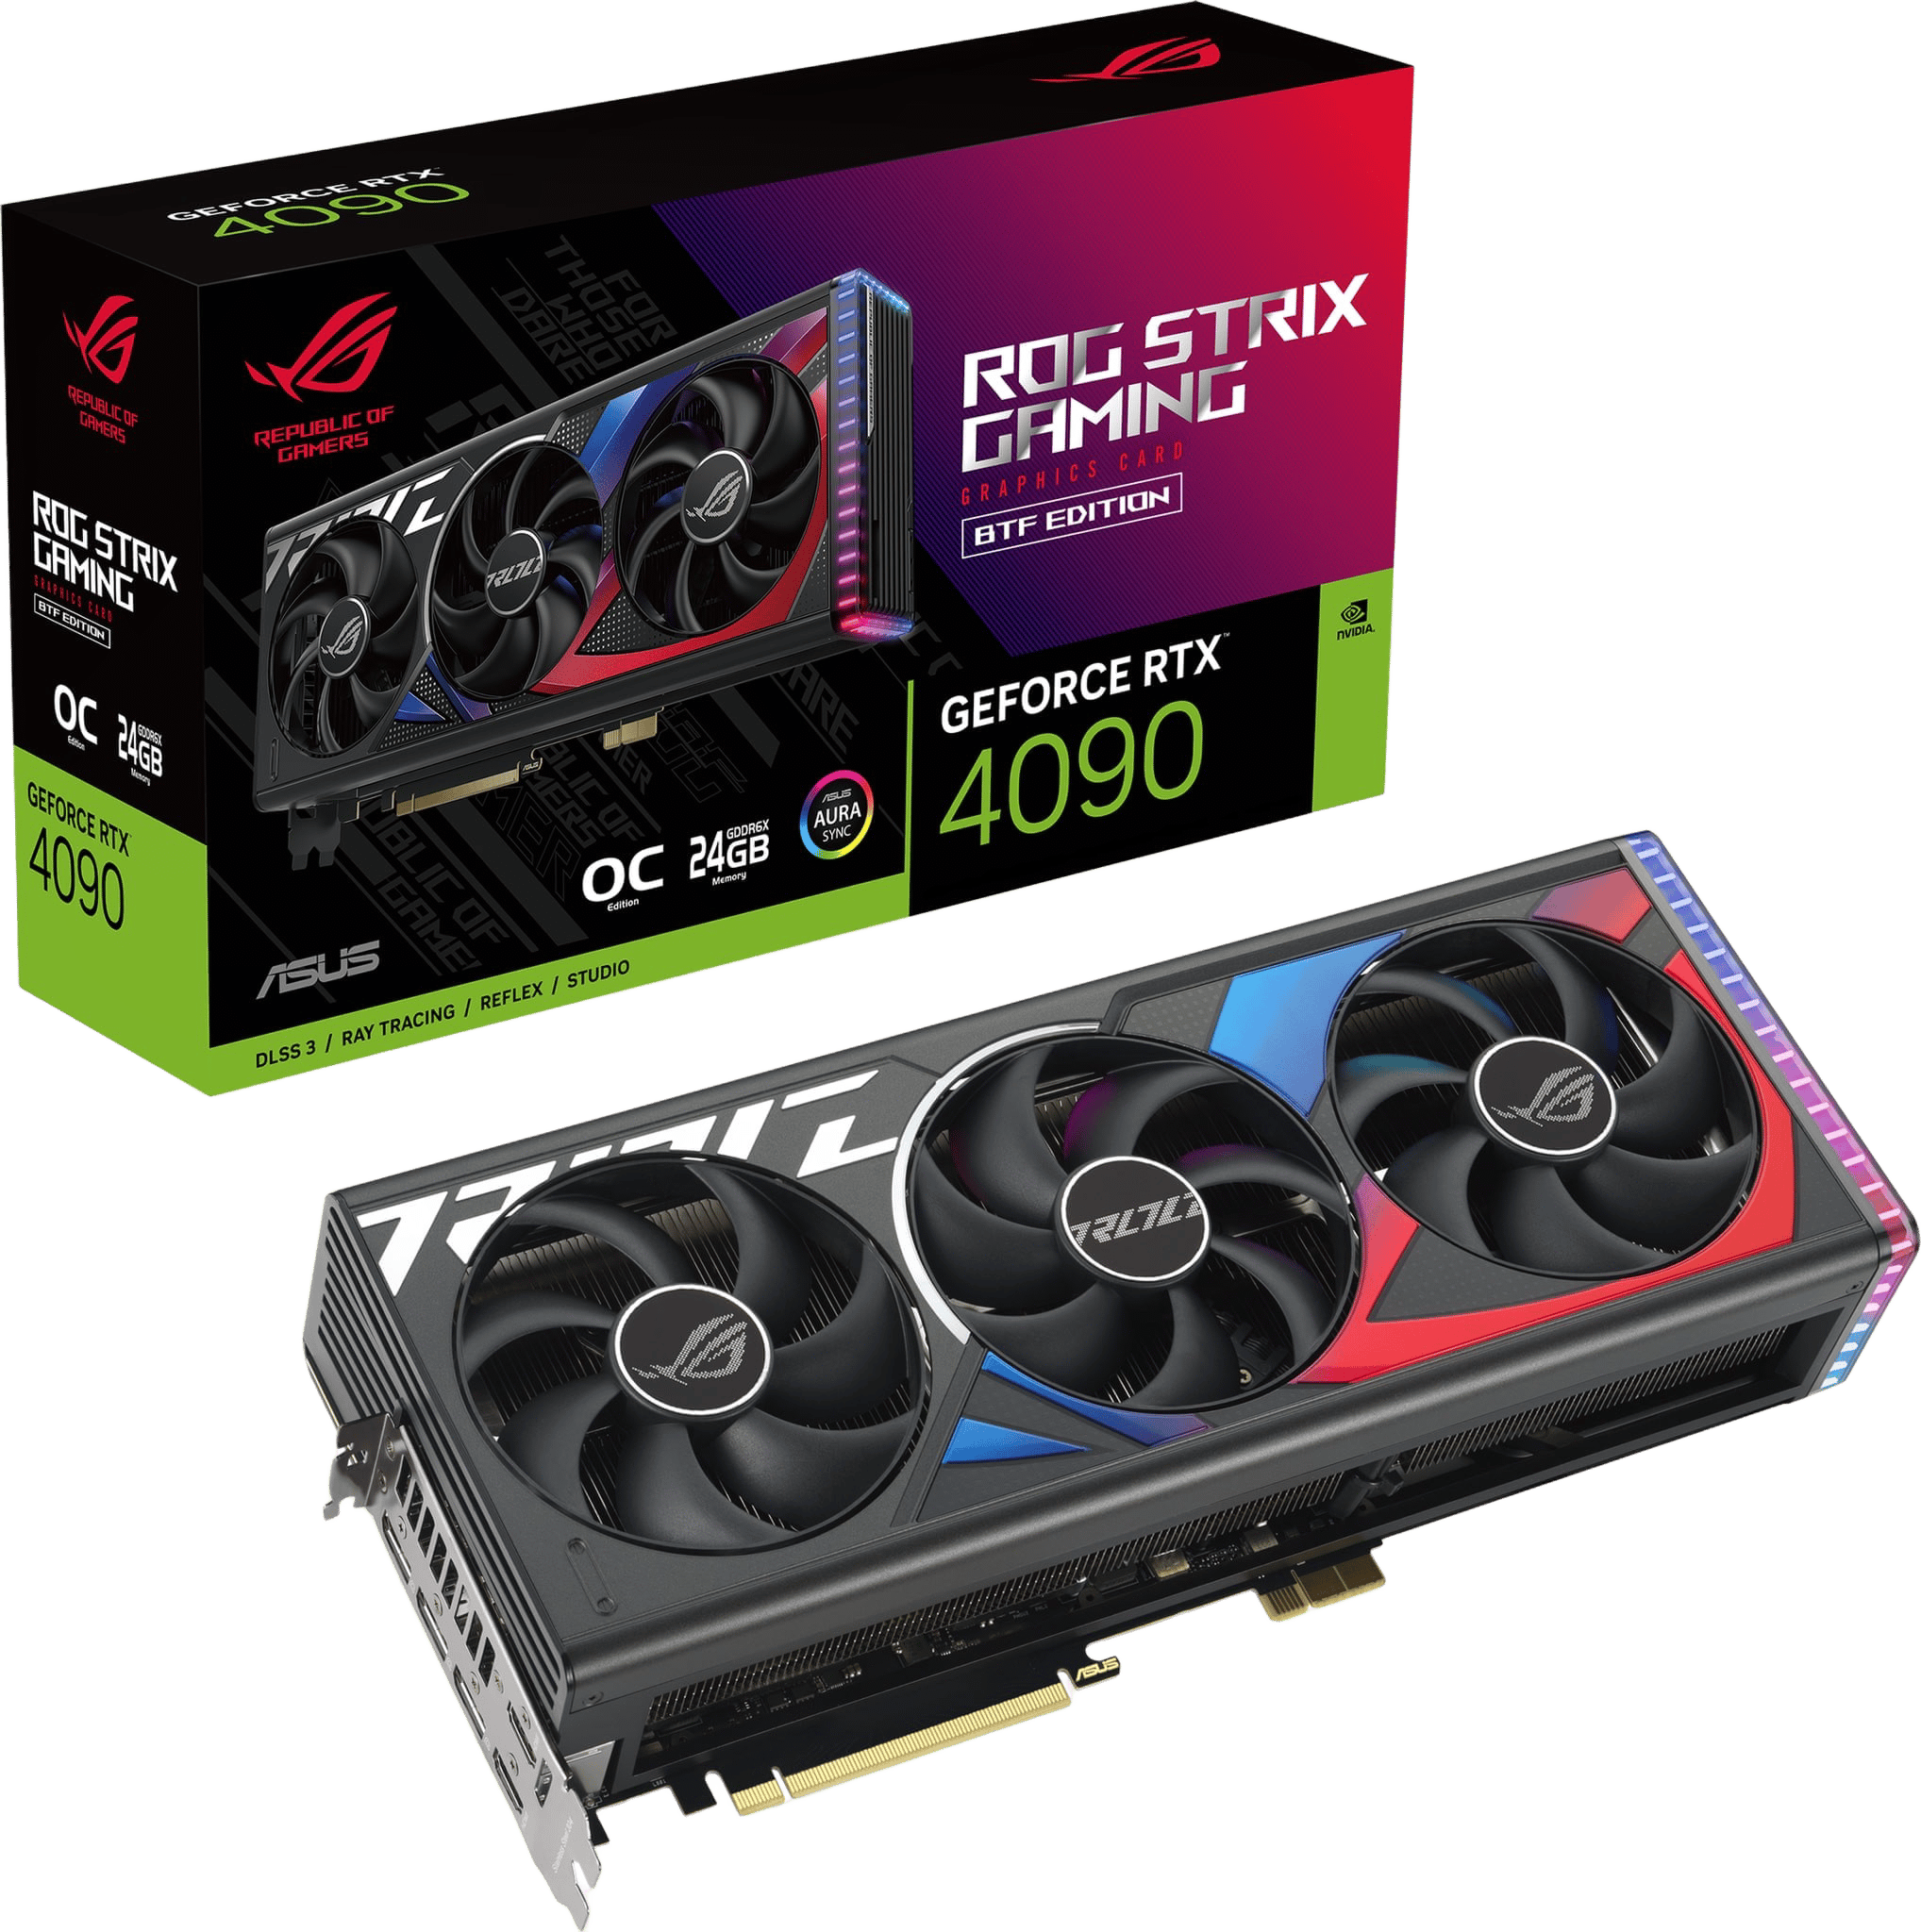 GEFORCE RTX
4090
REPUBLIC OF
GAMERS
ROG STRIX
GAMING
GRAPHICS CARD
BTF EDITION
OC
Edition
24GB
GDDR6X
Memory
GEFORCE RTX
4090
REPUBLIC OF
GAMERS
FOR
THOSE
WHO
DARE
ROG STRIX
GAMING
GRAPHICS CARD
BTF EDITION
NVIDIA.
GEFORCE RTX™
4090
ASUS
AURA
SYNC
OC
Edition
24GB
GDDR6X
Memory
ASUS
DLSS 3 / RAY TRACING / REFLEX / STUDIO
ASUS